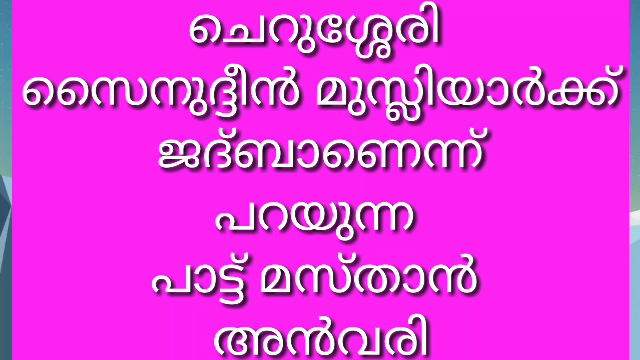 ചെറുശ്ശേരി
സൈനുദ്ദീൻ മുസ്ലിയാർക്ക്
ജദ്ബാണെന്ന്
പറയുന്ന
പാട്ട് മസ്താൻ
അൻവരി